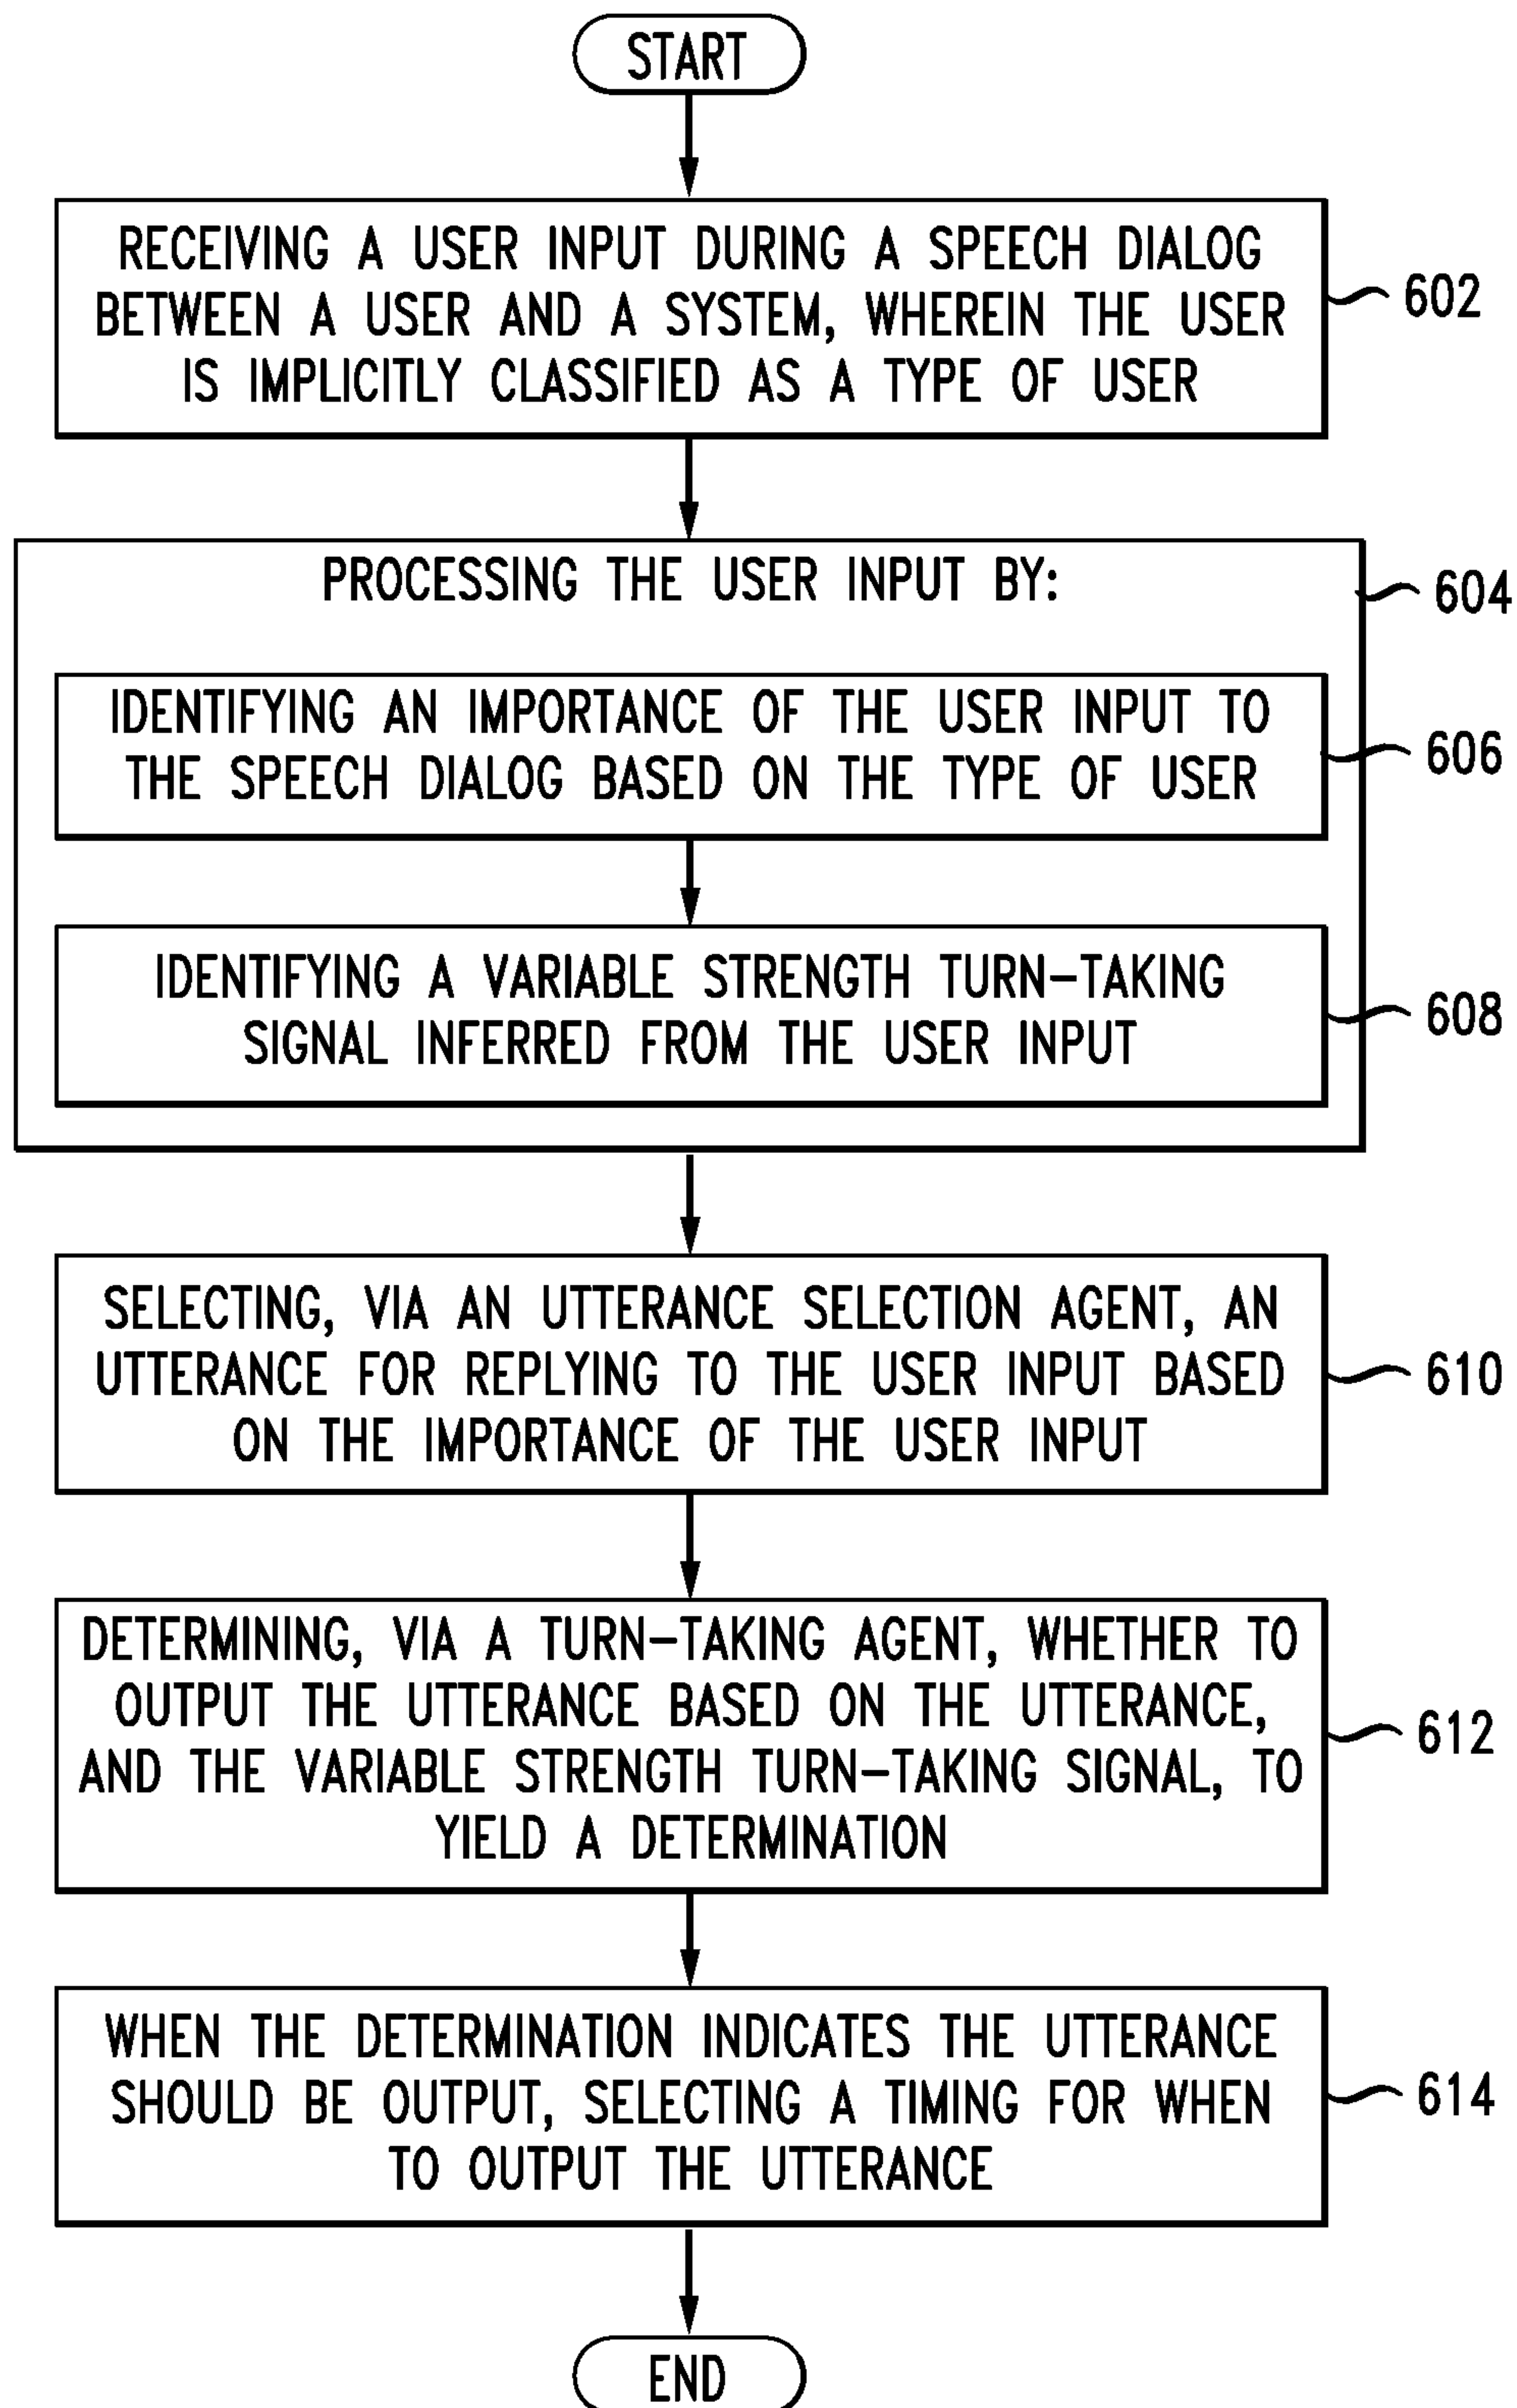 START
RECEIVING A USER INPUT DURING A SPEECH DIALOG
BETWEEN A USER AND A SYSTEM, WHEREIN THE USER
IS IMPLICITLY CLASSIFIED AS A TYPE OF USER
602
PROCESSING THE USER INPUT BY:
604
IDENTIFYING AN IMPORTANCE OF THE USER INPUT TO
THE SPEECH DIALOG BASED ON THE TYPE OF USER
606
IDENTIFYING A VARIABLE STRENGTH TURN-TAKING
SIGNAL INFERRED FROM THE USER INPUT
608
SELECTING, VIA AN UTTERANCE SELECTION AGENT, AN
UTTERANCE FOR REPLYING TO THE USER INPUT BASED
ON THE IMPORTANCE OF THE USER INPUT
610
DETERMINING, VIA A TURN-TAKING AGENT, WHETHER TO
OUTPUT THE UTTERANCE BASED ON THE UTTERANCE,
AND THE VARIABLE STRENGTH TURN-TAKING SIGNAL, TO
YIELD A DETERMINATION
612
WHEN THE DETERMINATION INDICATES THE UTTERANCE
SHOULD BE OUTPUT, SELECTING A TIMING FOR WHEN
TO OUTPUT THE UTTERANCE
614
END